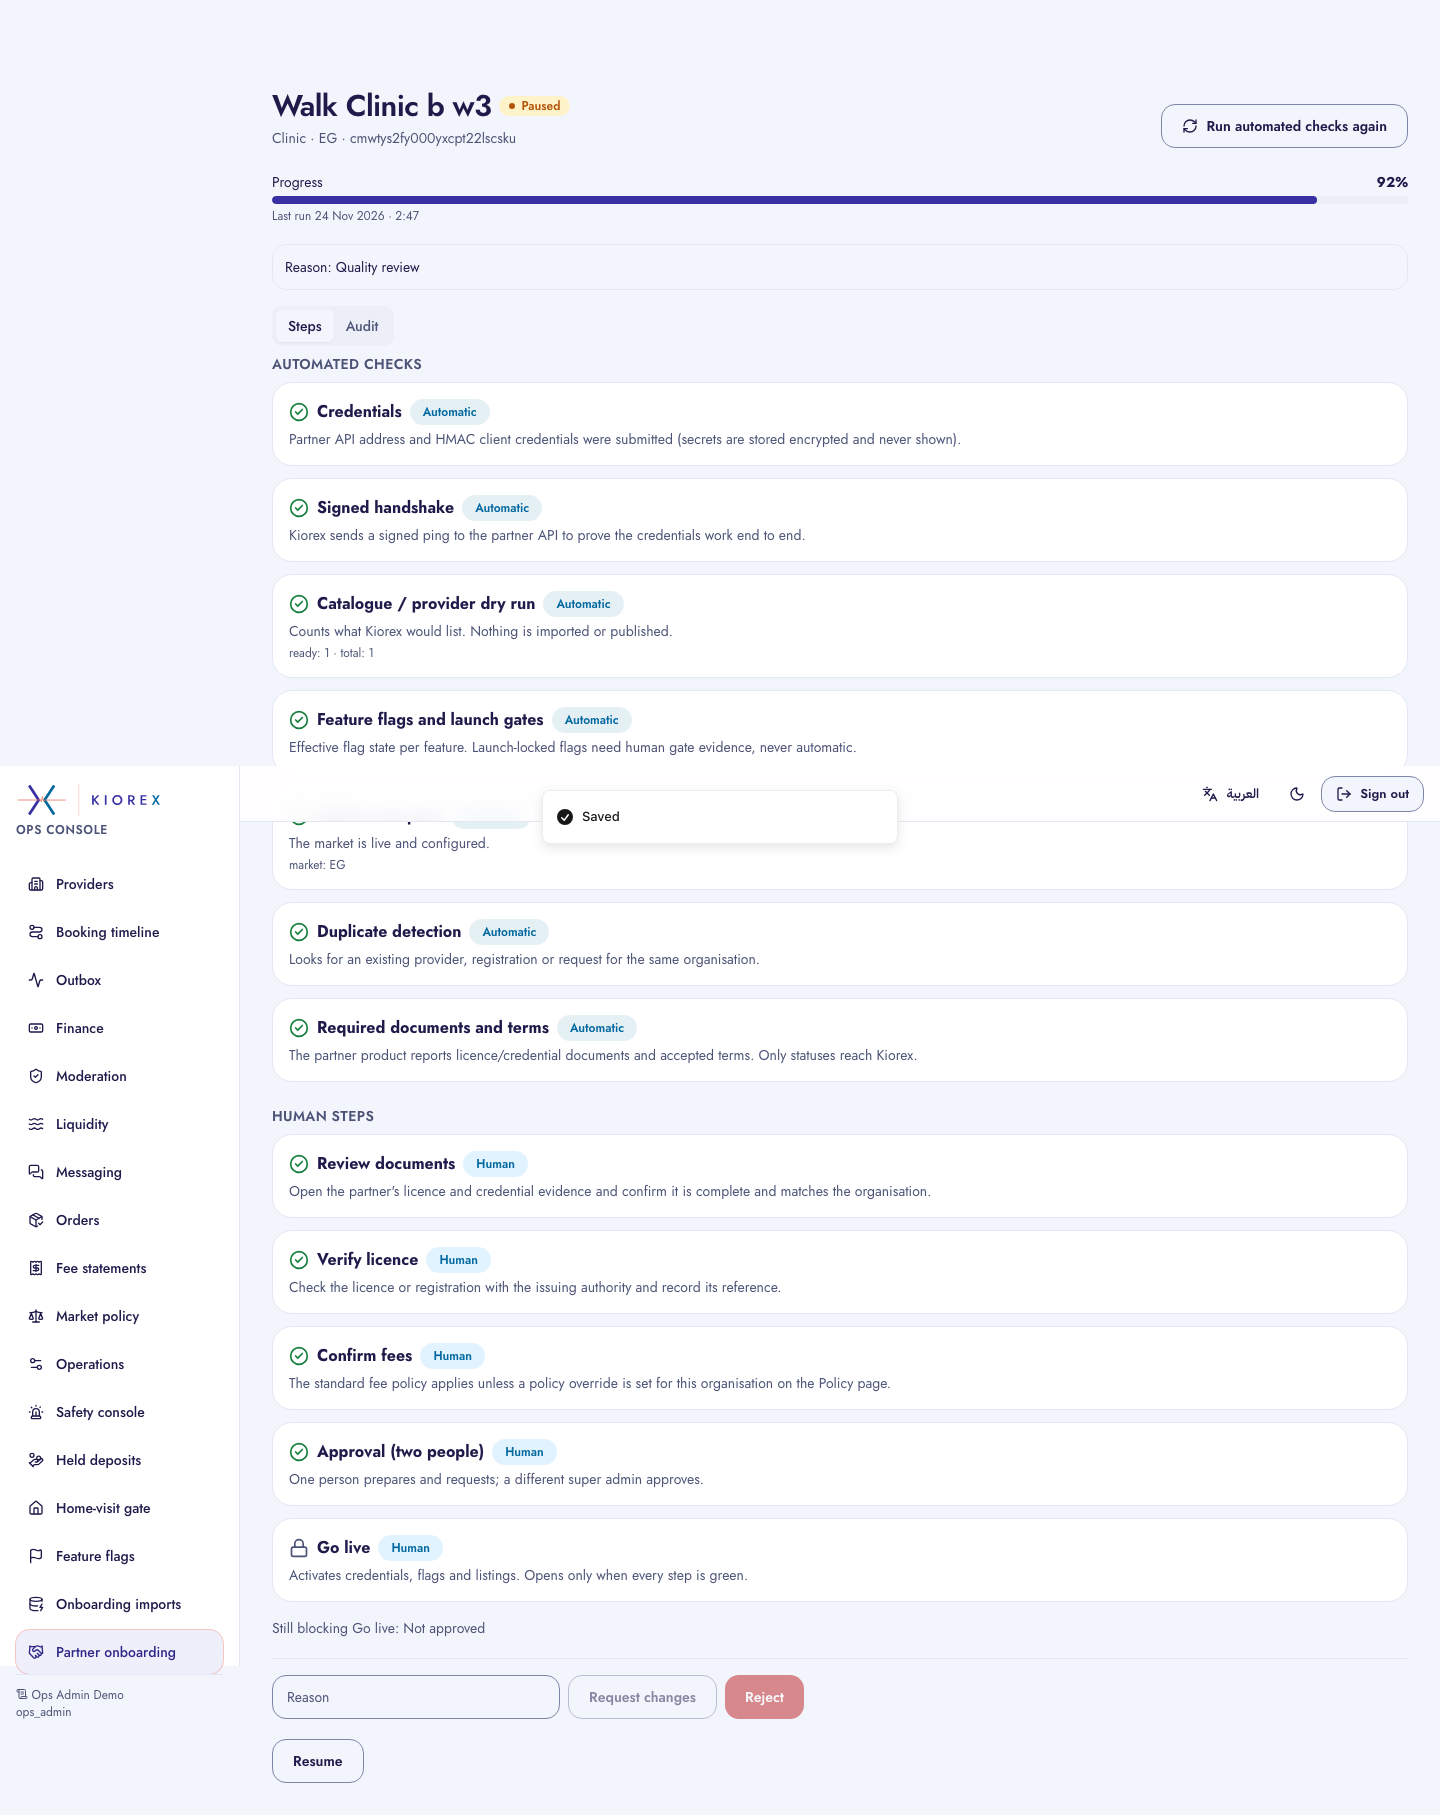 Walk Clinic b w3
Paused
Clinic · EG · cmwtys2fy000yxcpt22lscsku
Run automated checks again
Progress
92%
Last run 24 Nov 2026 · 2:47
Reason: Quality review
Steps
Audit
AUTOMATED CHECKS
Credentials
Automatic
Partner API address and HMAC client credentials were submitted (secrets are stored encrypted and never shown).
Signed handshake
Automatic
Kiorex sends a signed ping to the partner API to prove the credentials work end to end.
Catalogue / provider dry run
Automatic
Counts what Kiorex would list. Nothing is imported or published.
ready: 1 · total: 1
Feature flags and launch gates
Automatic
Effective flag state per feature. Launch-locked flags need human gate evidence, never automatic.
KIOREX
OPS CONSOLE
العربية
Sign out
Saved
The market is live and configured.
market: EG
Duplicate detection
Automatic
Looks for an existing provider, registration or request for the same organisation.
Required documents and terms
Automatic
The partner product reports licence/credential documents and accepted terms. Only statuses reach Kiorex.
HUMAN STEPS
Review documents
Human
Open the partner's licence and credential evidence and confirm it is complete and matches the organisation.
Verify licence
Human
Check the licence or registration with the issuing authority and record its reference.
Confirm fees
Human
The standard fee policy applies unless a policy override is set for this organisation on the Policy page.
Approval (two people)
Human
One person prepares and requests; a different super admin approves.
Go live
Human
Activates credentials, flags and listings. Opens only when every step is green.
Still blocking Go live: Not approved
Reason
Request changes
Reject
Resume
Providers
Booking timeline
Outbox
Finance
Moderation
Liquidity
Messaging
Orders
Fee statements
Market policy
Operations
Safety console
Held deposits
Home-visit gate
Feature flags
Onboarding imports
Partner onboarding
Ops Admin Demo
ops_admin